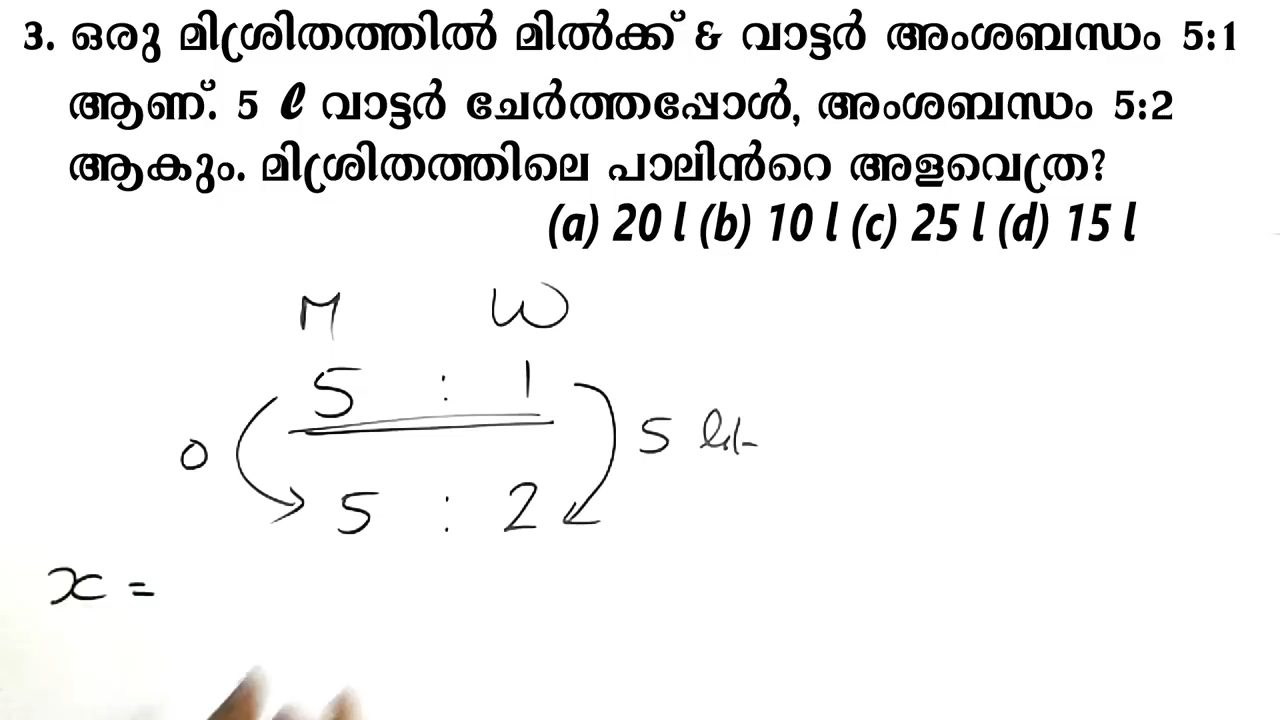 3. ഒരു മിശ്രിതത്തിൽ മിൽക്ക് & വാട്ടർ അംശബന്ധം 5:1
ആണ്. 5 l വാട്ടർ ചേർത്തപ്പോൾ, അംശബന്ധം 5:2
ആകും. മിശ്രിതത്തിലെ പാലിൻറെ അളവെത്ര?
(a) 20 l (b) 10 l (c) 25 l (d) 15 l
M W
5 : 1
0 5 lit
5 : 2
x =